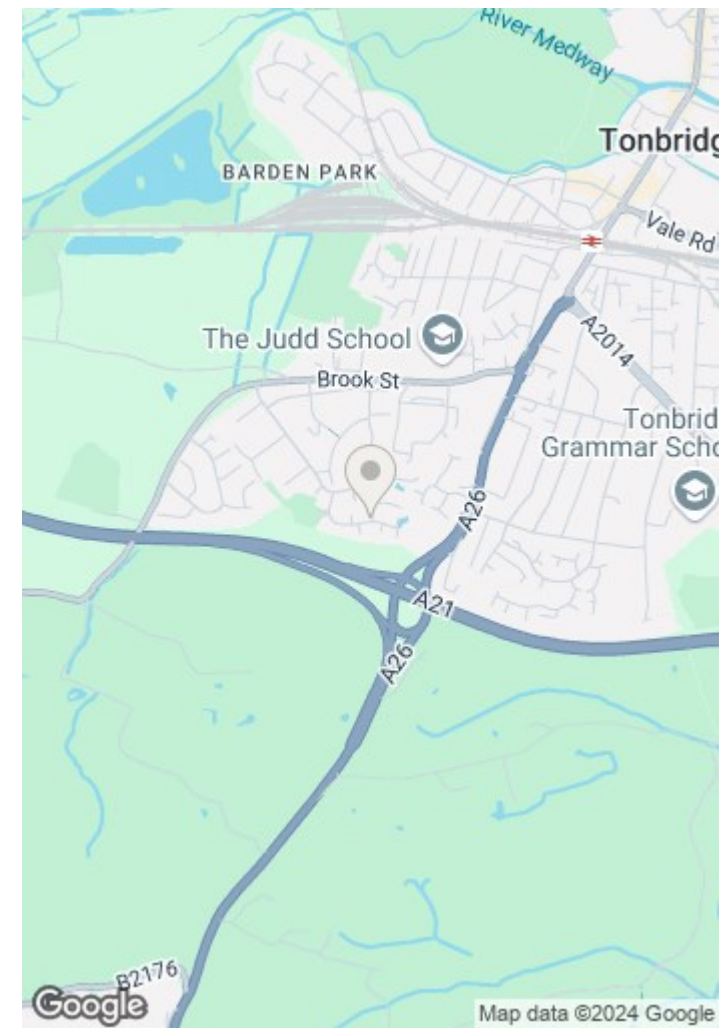 River Medway
Tonbridg
BARDEN PARK
Vale Rd
The Judd School
A2014
Brook St
Tonbrid
Grammar Scho
A26
A21
A26
B2176
Google
Map data ©2024 Google